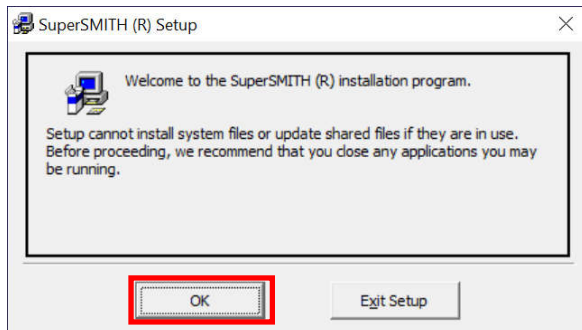 SuperSMITH (R) Setup
Welcome to the SuperSMITH (R) installation program.
Setup cannot install system files or update shared files if they are in use.
Before proceeding, we recommend that you close any applications you may
be running.
OK
Exit Setup